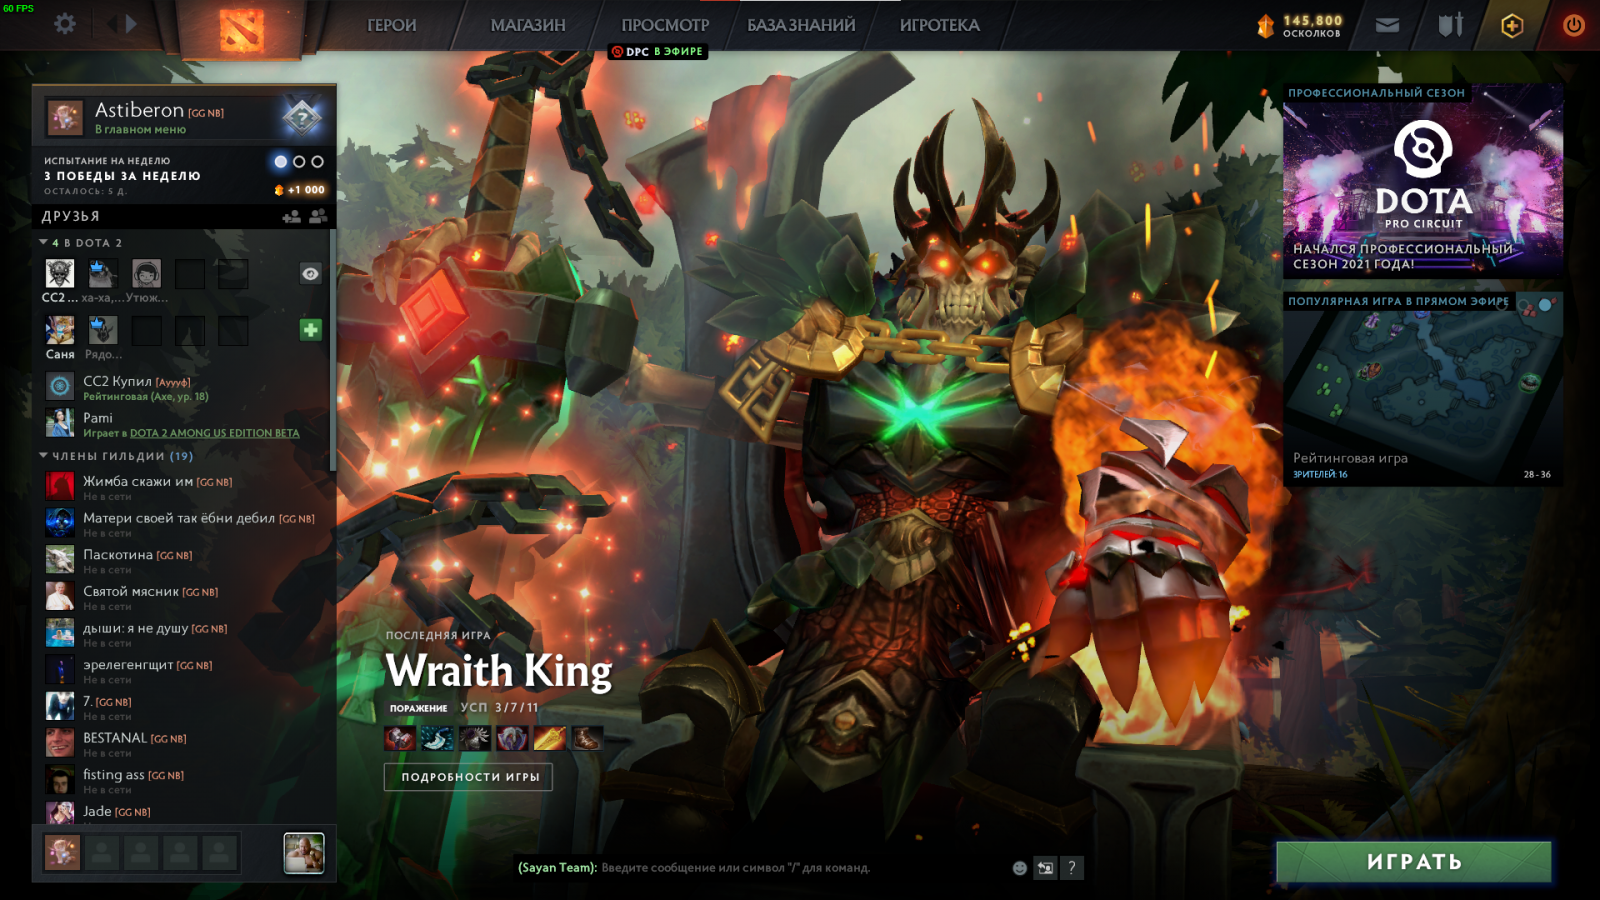 60 FPS
ГЕРОИ
МАГАЗИН
ПРОСМОТР
БАЗА ЗНАНИЙ
ИГРОТЕКА
145,800
ОСКОЛКОВ
DPC В ЭФИРЕ
Astiberon [GG NB]
В главном меню
ИСПЫТАНИЕ НА НЕДЕЛЮ
3 ПОБЕДЫ ЗА НЕДЕЛЮ
ОСТАЛОСЬ: 5 Д.
+1 000
ДРУЗЬЯ
4 В DOTA 2
CC2 ... ха-ха,... Утюж...
Саня Рядо...
CC2 Купил [Ауууф]
Рейтинговая (Axe, ур. 18)
Pami
Играет в DOTA 2 AMONG US EDITION BETA
ЧЛЕНЫ ГИЛЬДИИ (19)
Жимба скажи им [GG NB]
Не в сети
Матери своей так ёбни дебил [GG NB]
Не в сети
Паскотина [GG NB]
Не в сети
Святой мясник [GG NB]
Не в сети
дыши: я не душу [GG NB]
Не в сети
эрелегенгщит [GG NB]
Не в сети
7. [GG NB]
Не в сети
BESTANAL [GG NB]
Не в сети
fisting ass [GG NB]
Не в сети
Jade [GG NB]
ПОСЛЕДНЯЯ ИГРА
Wraith King
ПОРАЖЕНИЕ УСП 3/7/11
ПОДРОБНОСТИ ИГРЫ
(Sayan Team): Введите сообщение или символ "/" для команд.
?
ПРОФЕССИОНАЛЬНЫЙ СЕЗОН
DOTA
PRO CIRCUIT
НАЧАЛСЯ ПРОФЕССИОНАЛЬНЫЙ
СЕЗОН 2021 ГОДА!
ПОПУЛЯРНАЯ ИГРА В ПРЯМОМ ЭФИРЕ
Рейтинговая игра
ЗРИТЕЛЕЙ: 16
28 - 36
ИГРАТЬ